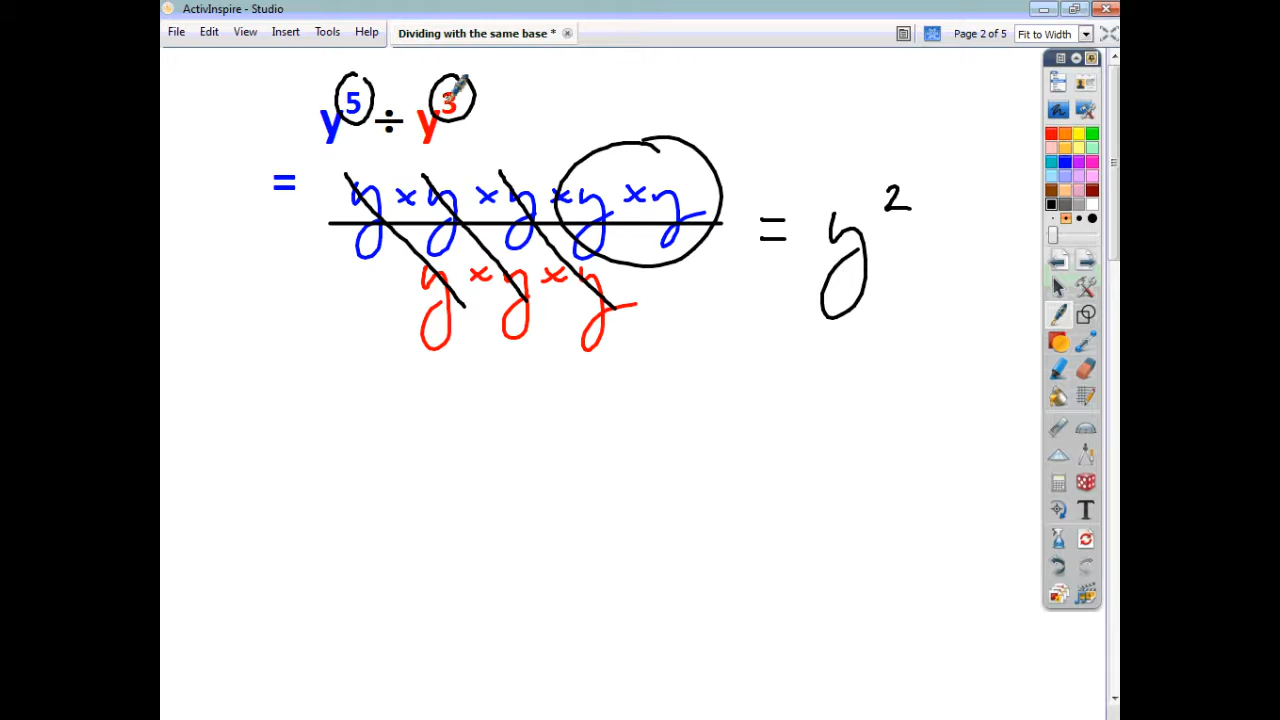 ActivInspire - Studio
File Edit View Insert Tools Help
Dividing with the same base *
Page 2 of 5
Fit to Width
y⁵ ÷ y³
= y × y × y × y × y
y × y × y
= y²
T